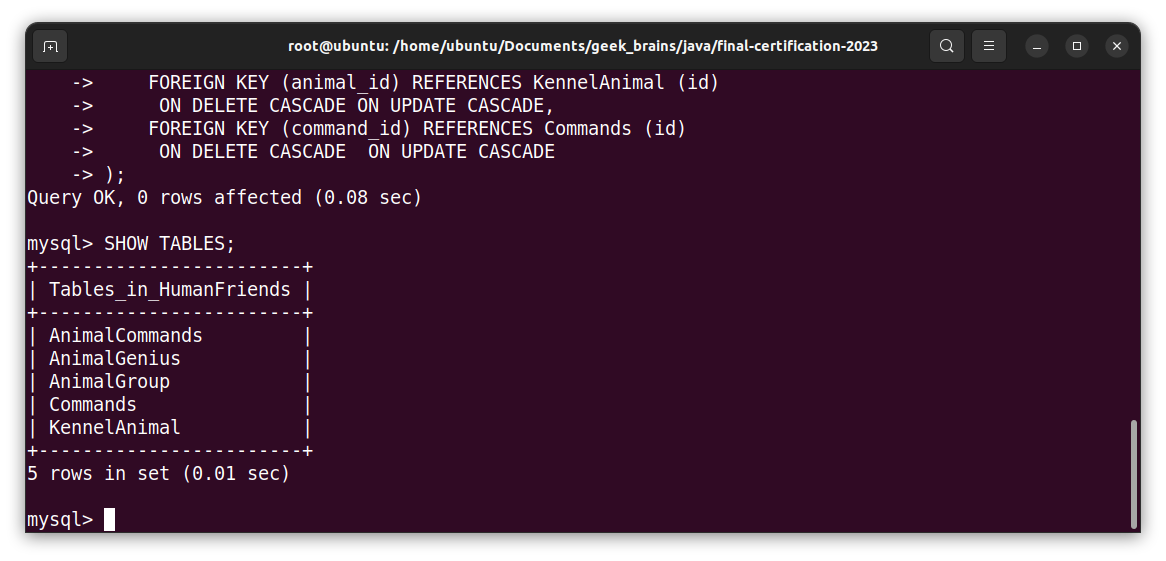 root@ubuntu: /home/ubuntu/Documents/geek_brains/java/final-certification-2023
    ->     FOREIGN KEY (animal_id) REFERENCES KennelAnimal (id)
    ->      ON DELETE CASCADE ON UPDATE CASCADE,
    ->     FOREIGN KEY (command_id) REFERENCES Commands (id)
    ->      ON DELETE CASCADE  ON UPDATE CASCADE
    -> );
Query OK, 0 rows affected (0.08 sec)

mysql> SHOW TABLES;
+------------------------+
| Tables_in_HumanFriends |
+------------------------+
| AnimalCommands         |
| AnimalGenius           |
| AnimalGroup            |
| Commands               |
| KennelAnimal           |
+------------------------+
5 rows in set (0.01 sec)

mysql>